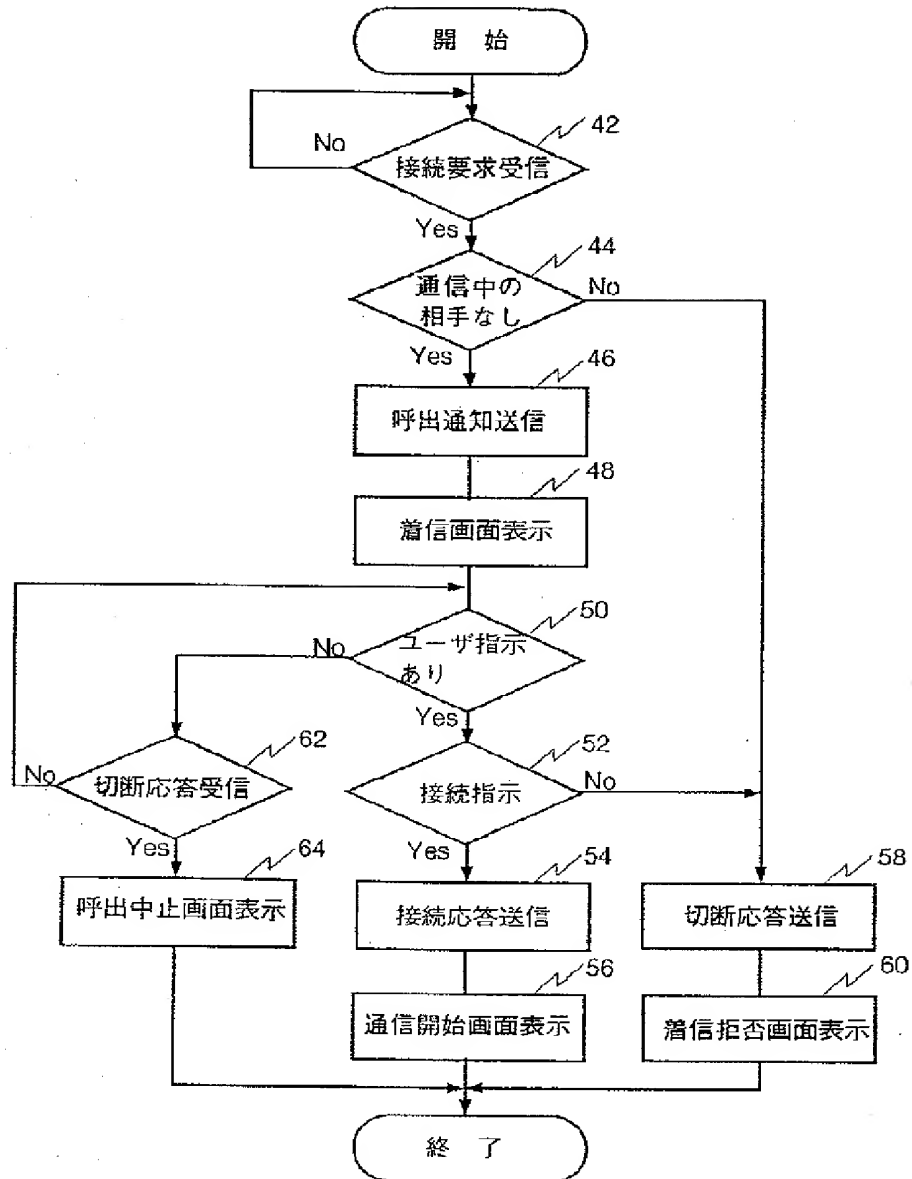 開 始
42
No
接続要求受信
Yes
44
通信中の
相手なし
No
Yes
46
呼出通知送信
48
着信画面表示
50
No
ユーザ指示
あり
Yes
62
52
No
切断応答受信
接続指示
No
Yes
Yes
64
54
58
呼出中止画面表示
接続応答送信
切断応答送信
56
60
通信開始画面表示
着信拒否画面表示
終 了